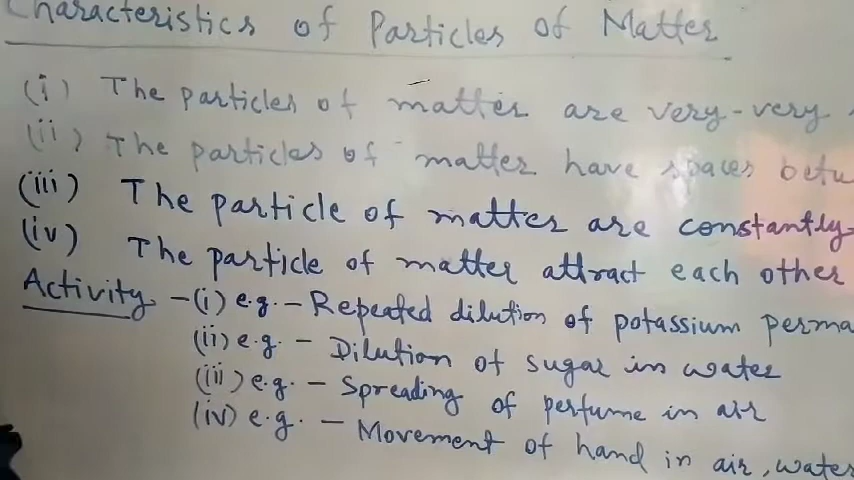 Characteristics of Particles of Matter
(i) The particles of matter are very-very
(ii) The particles of matter have spaces
(iii) The particle of matter are constantly
(iv) The particle of matter attract each other
Activity -(i) e.g. - Repeated dilution of potassium
(ii) e.g. - Dilution of sugar in water
(iii) e.g. - Spreading of perfume in air
(iv) e.g. - Movement of hand in air, water